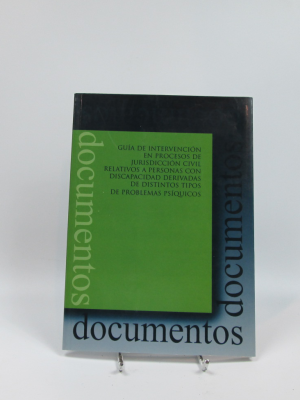 GUÍA DE INTERVENCIÓN
EN PROCESOS DE
JURISDICCIÓN CIVIL
RELATIVOS A PERSONAS CON
DISCAPACIDAD DERIVADAS
DE DISTINTOS TIPOS
DE PROBLEMAS PSÍQUICOS
documentos
documentos
documentos